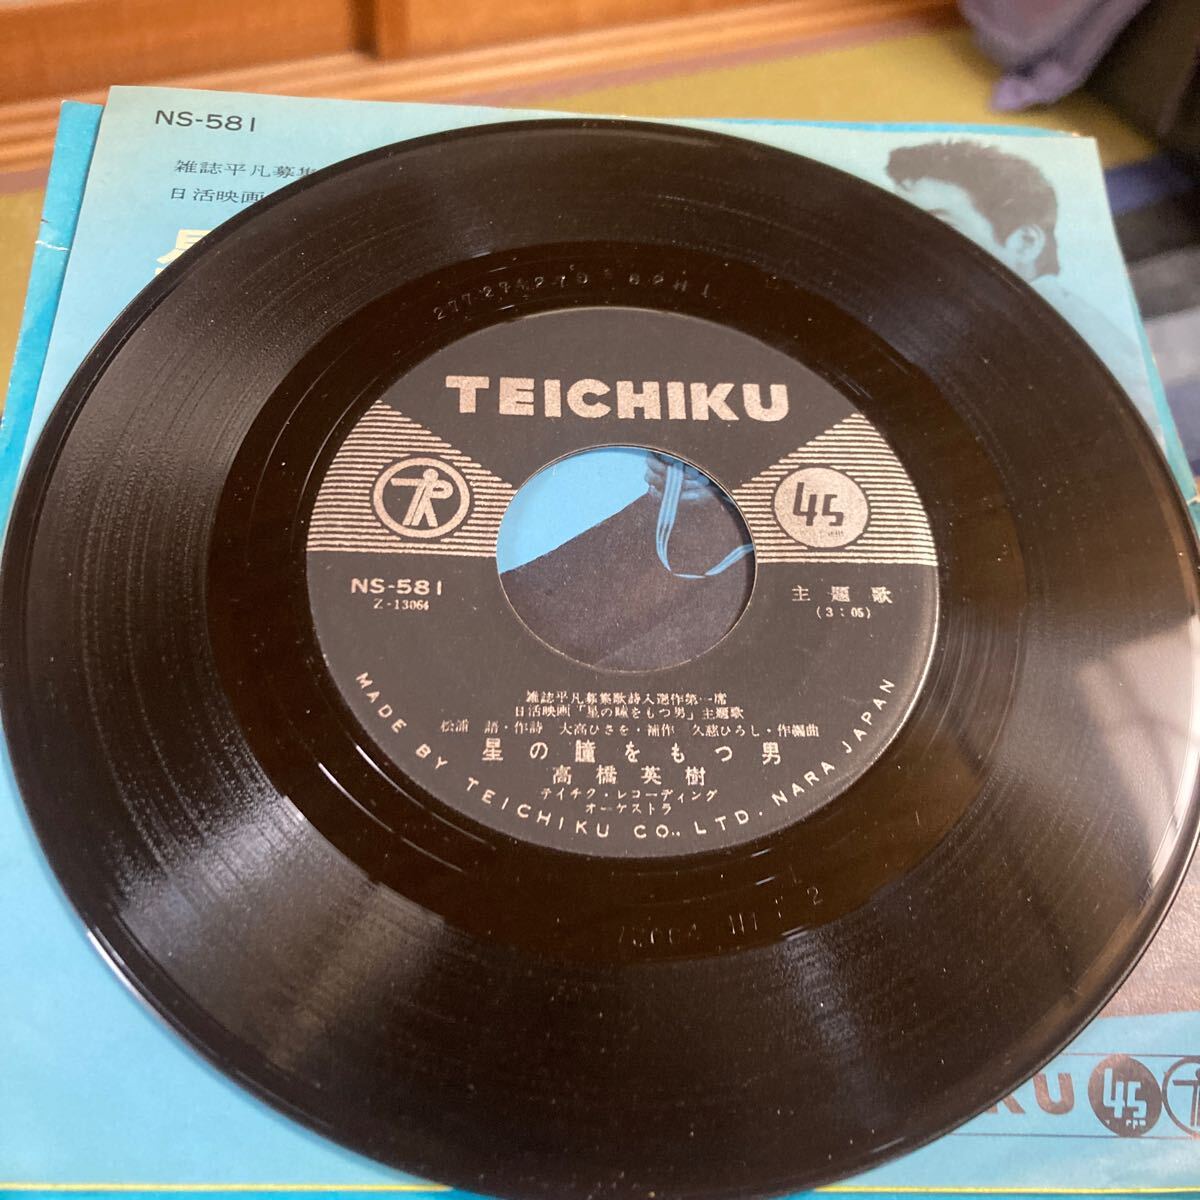 NS-581
雑誌平凡募集
日活映画
TEICHIKU
45
NS-581
Z-13064
主題歌
(3:05)
雑誌平凡募集歌詩入選作第一席
日活映画「星の瞳をもつ男」主題歌
松浦 語・作詩 大高ひさを・補作 久慈ひろし・作編曲
星の瞳をもつ男
高橋英樹
テイチク・レコーディング
オーケストラ
MADE BY TEICHIKU CO., LTD. NARA JAPAN
KU
45
rpm